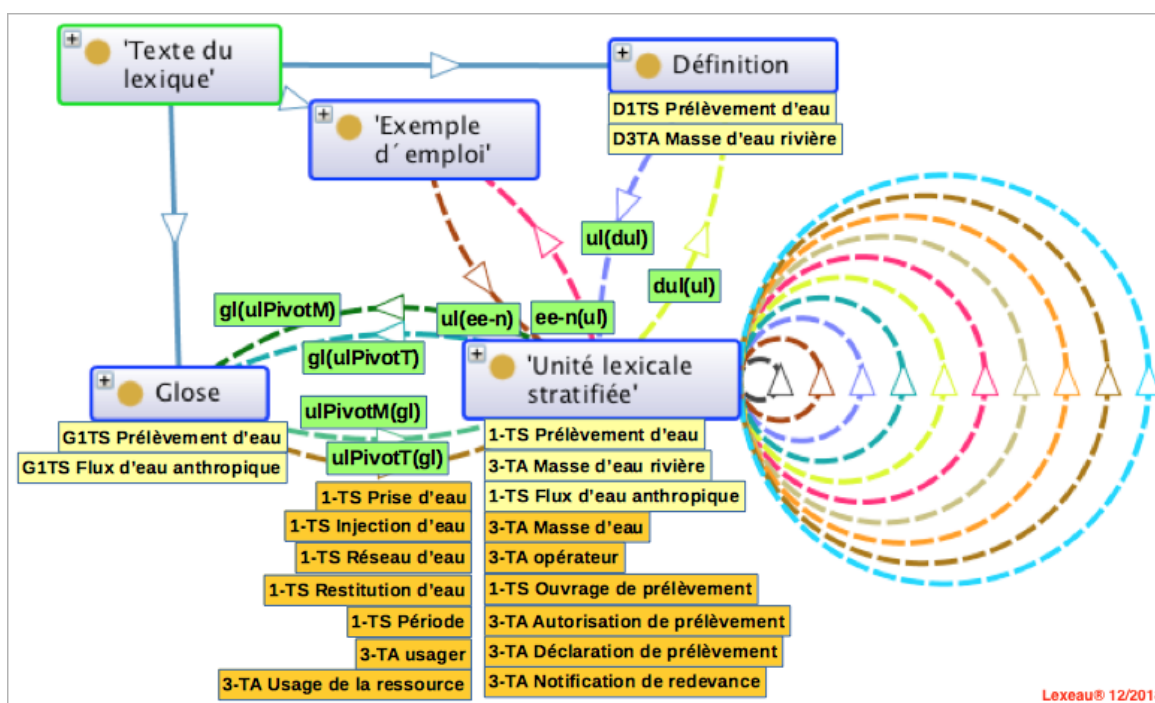 'Texte du
lexique'
Définition
D1TS Prélèvement d'eau
D3TA Masse d'eau rivière
'Exemple
d´emploi'
ul(dul)
dul(ul)
gl(ulPivotM)
ul(ee-n)
ee-n(ul)
gl(ulPivotT)
Glose
'Unité lexicale
stratifiée'
ulPivotM(gl)
ulPivotT(gl)
G1TS Prélèvement d'eau
G1TS Flux d'eau anthropique
1-TS Prélèvement d'eau
3-TA Masse d'eau rivière
1-TS Flux d'eau anthropique
1-TS Prise d'eau
1-TS Injection d'eau
1-TS Réseau d'eau
1-TS Restitution d'eau
1-TS Période
3-TA usager
3-TA Usage de la ressource
3-TA Masse d'eau
3-TA opérateur
1-TS Ouvrage de prélèvement
3-TA Autorisation de prélèvement
3-TA Déclaration de prélèvement
3-TA Notification de redevance
Lexeau® 12/201